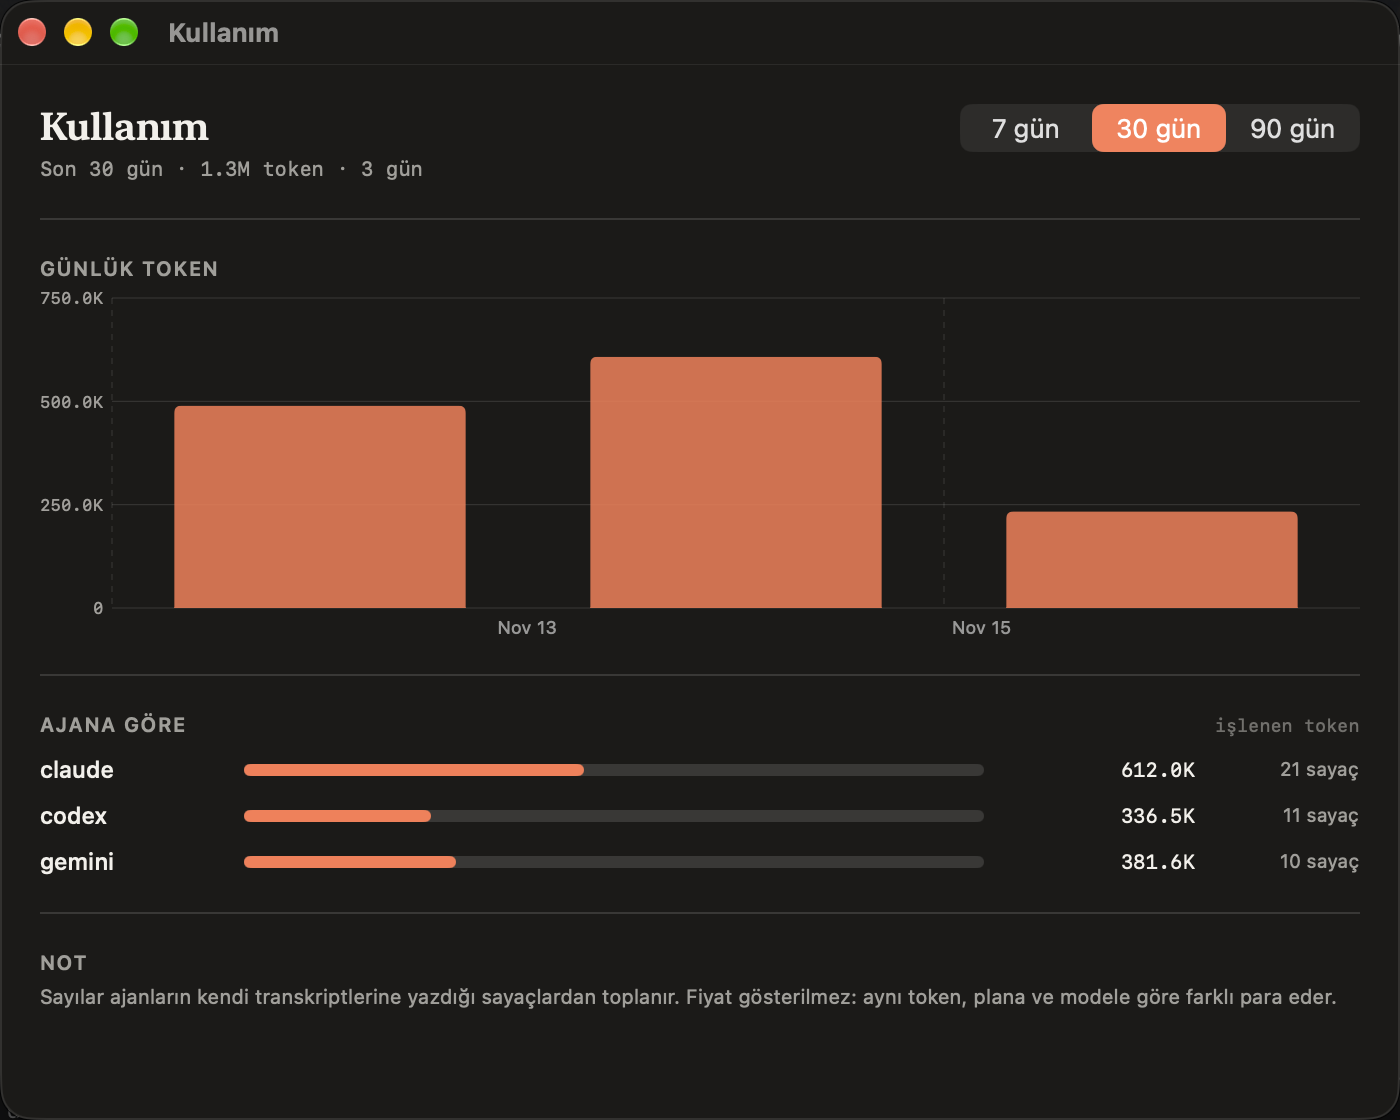 Kullanım
Kullanım
7 gün 30 gün 90 gün
Son 30 gün · 1.3M token · 3 gün
GÜNLÜK TOKEN
750.0K
500.0K
250.0K
0
Nov 13 Nov 15
AJANA GÖRE işlenen token
claude 612.0K 21 sayaç
codex 336.5K 11 sayaç
gemini 381.6K 10 sayaç
NOT
Sayılar ajanların kendi transkriptlerine yazdığı sayaçlardan toplanır. Fiyat gösterilmez: aynı token, plana ve modele göre farklı para eder.